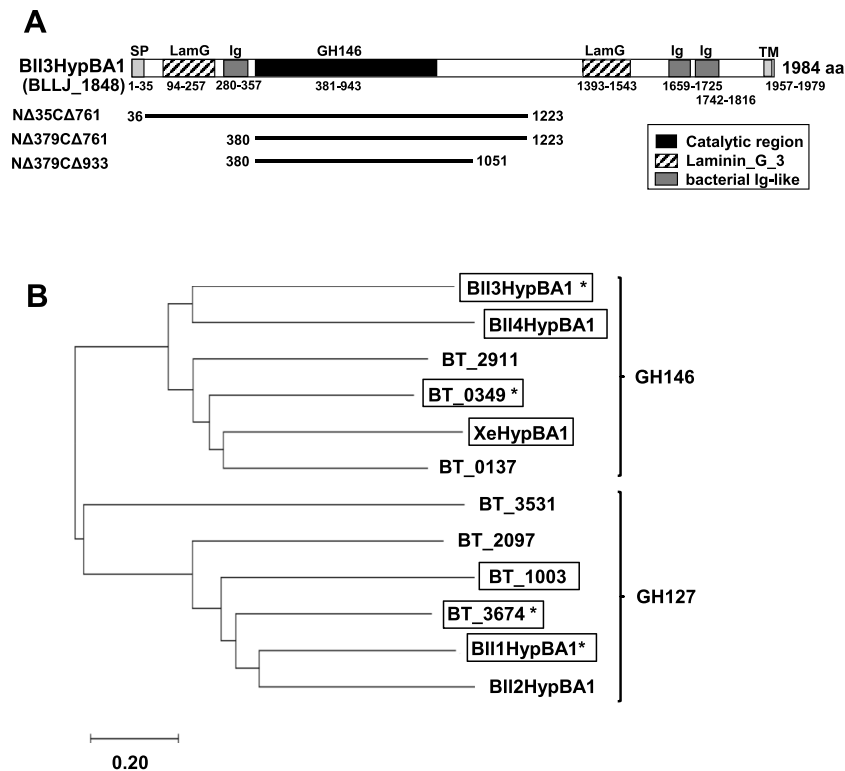 A
SP LamG Ig GH146 LamG Ig Ig TM
Bll3HypBA1 1984 aa
(BLLJ_1848) 1-35 94-257 280-357 381-943 1393-1543 1659-1725 1957-1979
1742-1816
NΔ35CΔ761 36 1223
NΔ379CΔ761 380 1223
NΔ379CΔ933 380 1051
Catalytic region
Laminin_G_3
bacterial Ig-like
B
Bll3HypBA1 *
Bll4HypBA1
BT_2911
GH146
BT_0349 *
XeHypBA1
BT_0137
BT_3531
BT_2097
BT_1003
GH127
BT_3674 *
Bll1HypBA1*
Bll2HypBA1
0.20